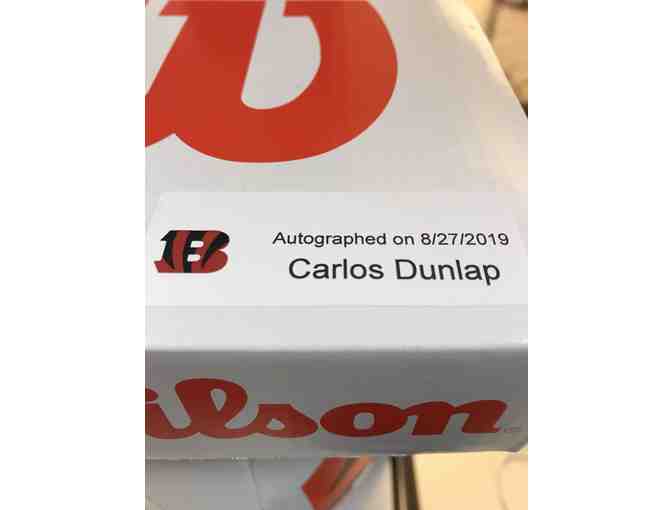 B
Autographed on 8/27/2019
Carlos Dunlap
ilson